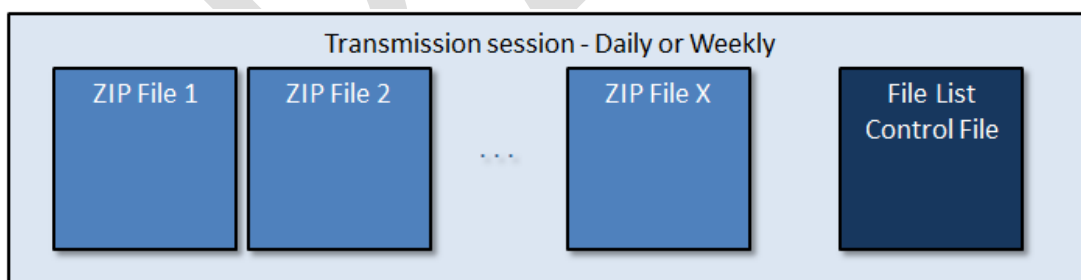 Transmission session - Daily or Weekly
ZIP File 1
ZIP File 2
. . .
ZIP File X
File List
Control File